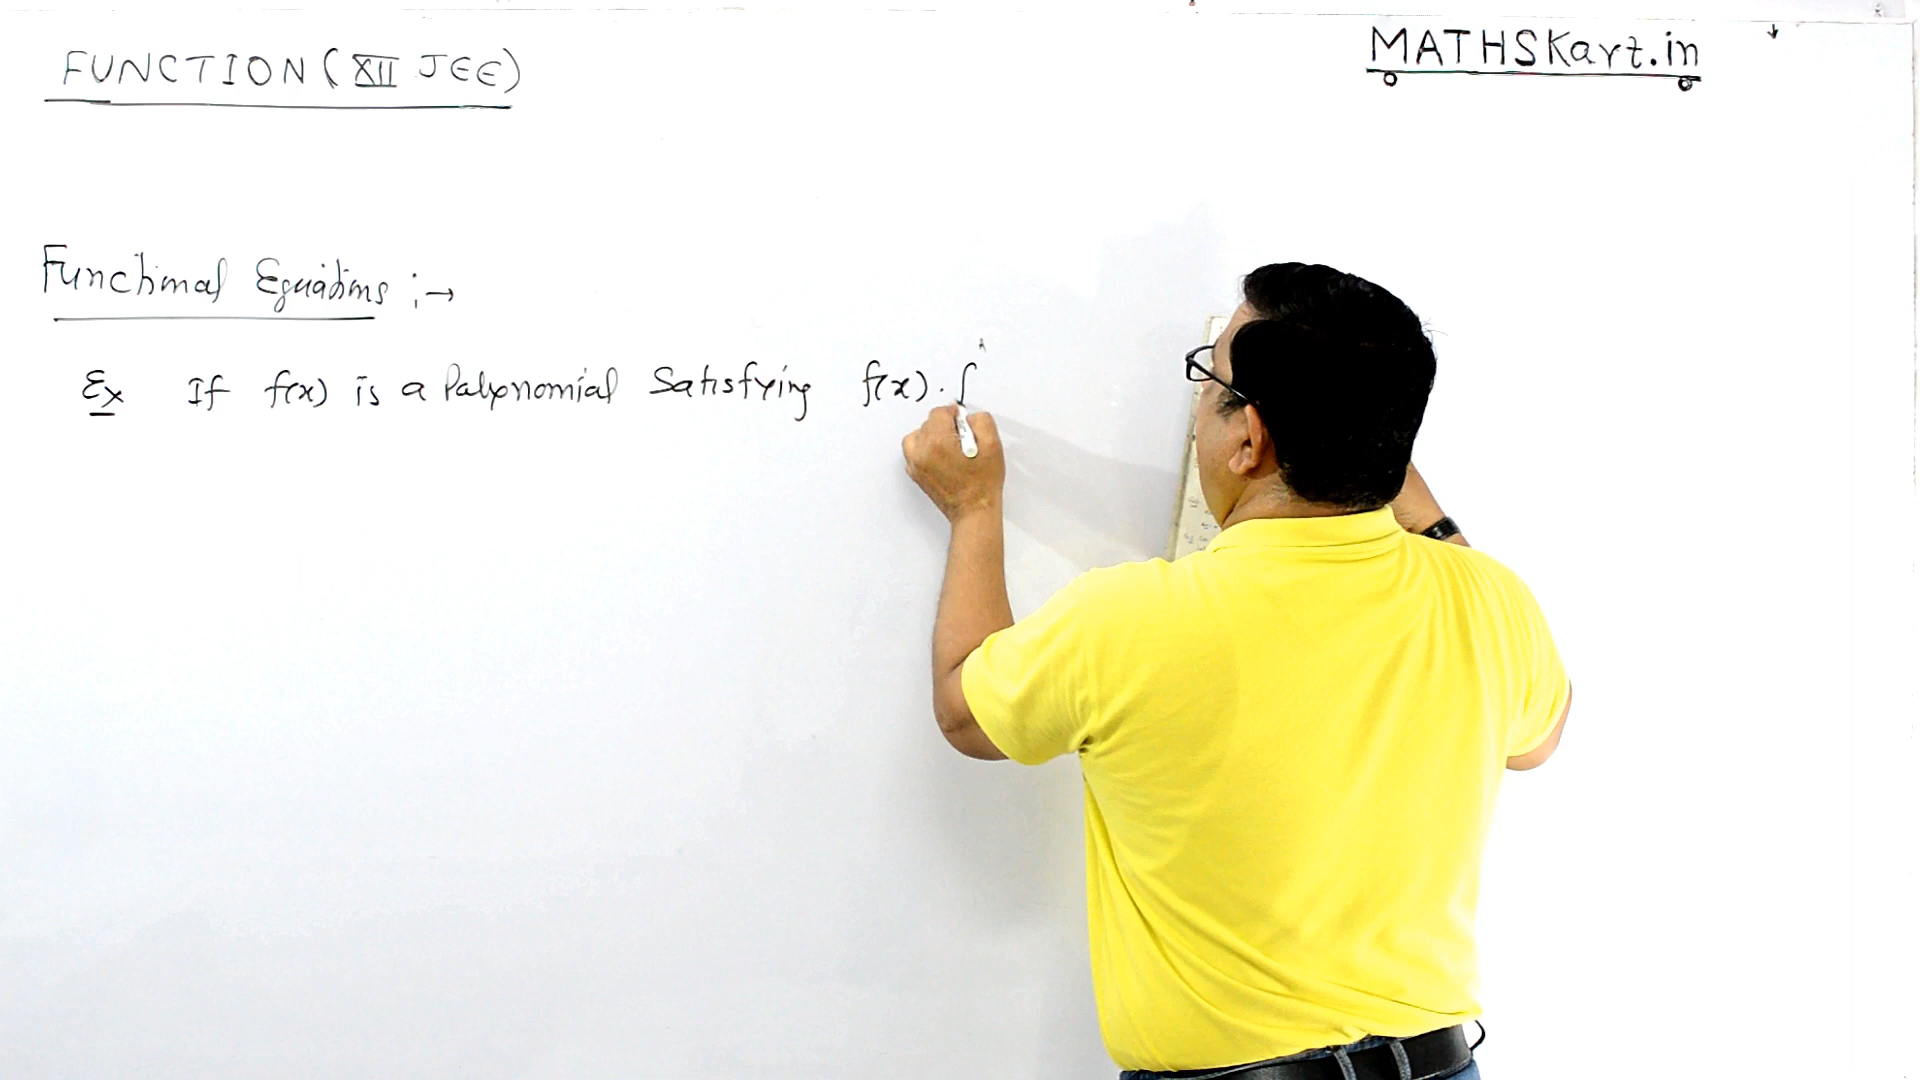 FUNCTION (XII JEE)
MATHSKart.in
Functional Equations :→
Ex If f(x) is a Polynomial Satisfying f(x). f